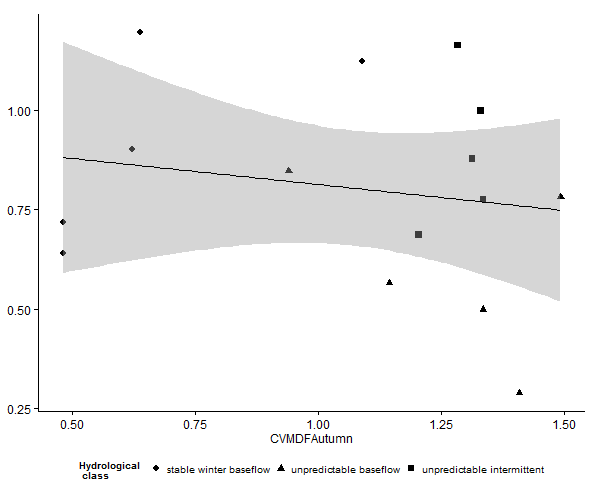 1.00
0.75
0.50
0.25
0.50 0.75 1.00 1.25 1.50
CVMDFAutumn
Hydrological
class
stable winter baseflow unpredictable baseflow unpredictable intermittent